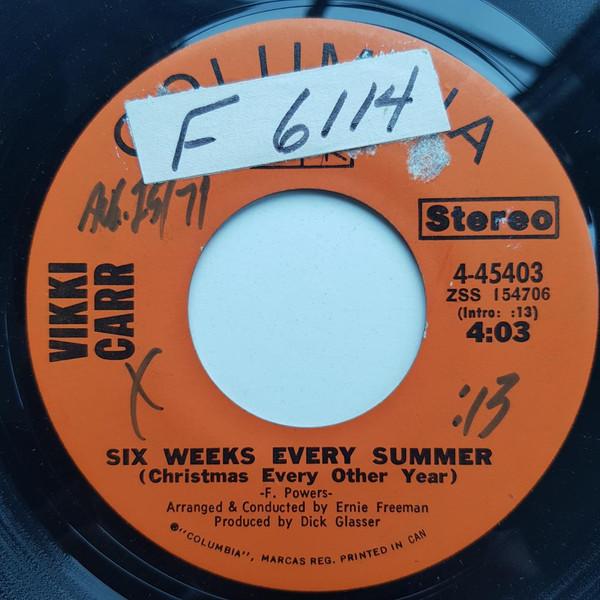 COLUMBIA
F 6114
Stereo
VIKKI
CARR
4-45403
ZSS 154706
(Intro: :13)
4:03
X
:13
SIX WEEKS EVERY SUMMER
(Christmas Every Other Year)
-F. Powers-
Arranged & Conducted by Ernie Freeman
Produced by Dick Glasser
℗"COLUMBIA", MARCAS REG. PRINTED IN CAN